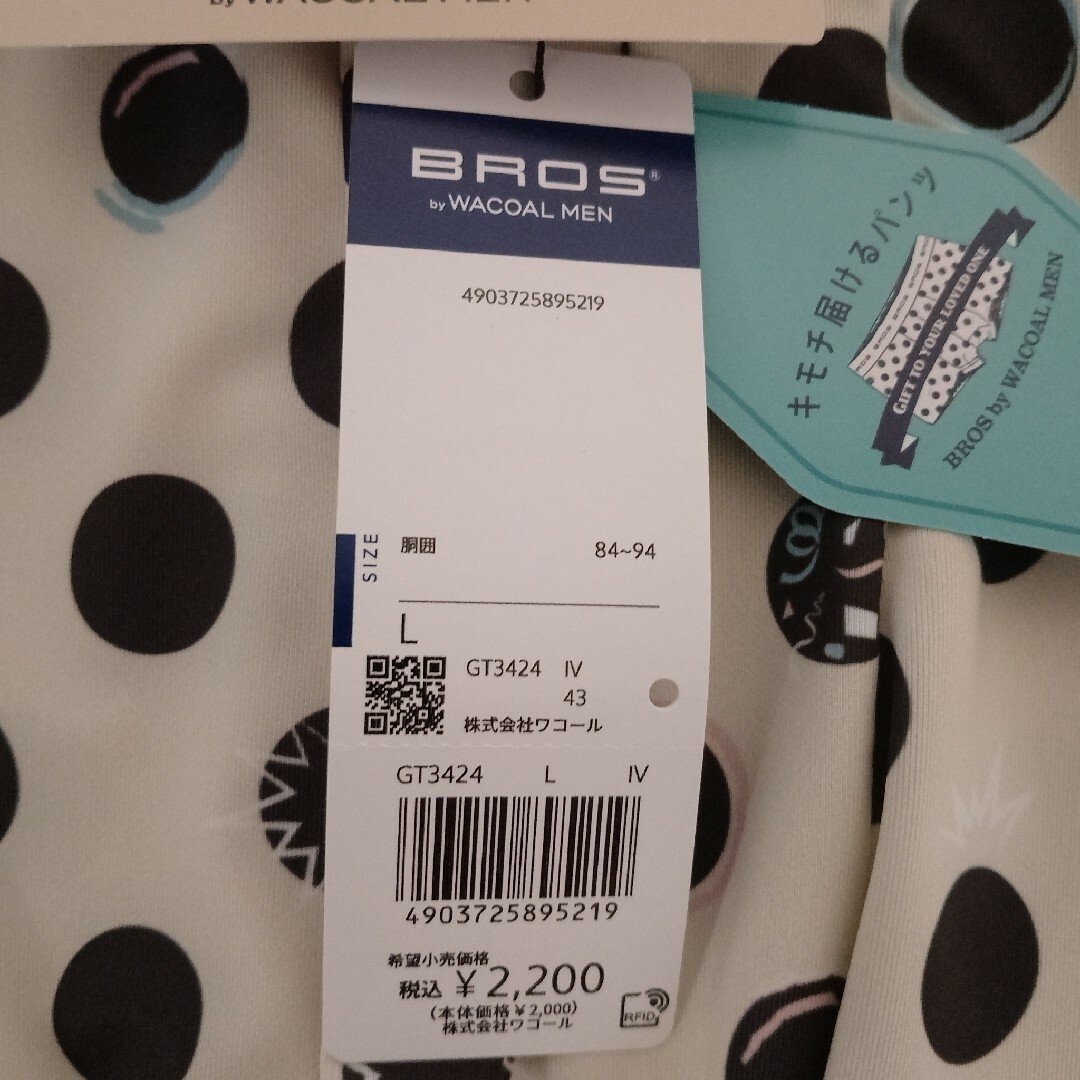 by WACOAL MEN
BROS®
by WACOAL MEN
4903725895219
SIZE
胴囲 84~94
L
GT3424 IV
43
株式会社ワコール
GT3424 L IV
4903725895219
希望小売価格
税込 ¥2,200
(本体価格¥2,000)
株式会社ワコール
RFID
キモチ届けるパンツ
GIFT TO YOUR LOVED ONE
BROS by WACOAL MEN